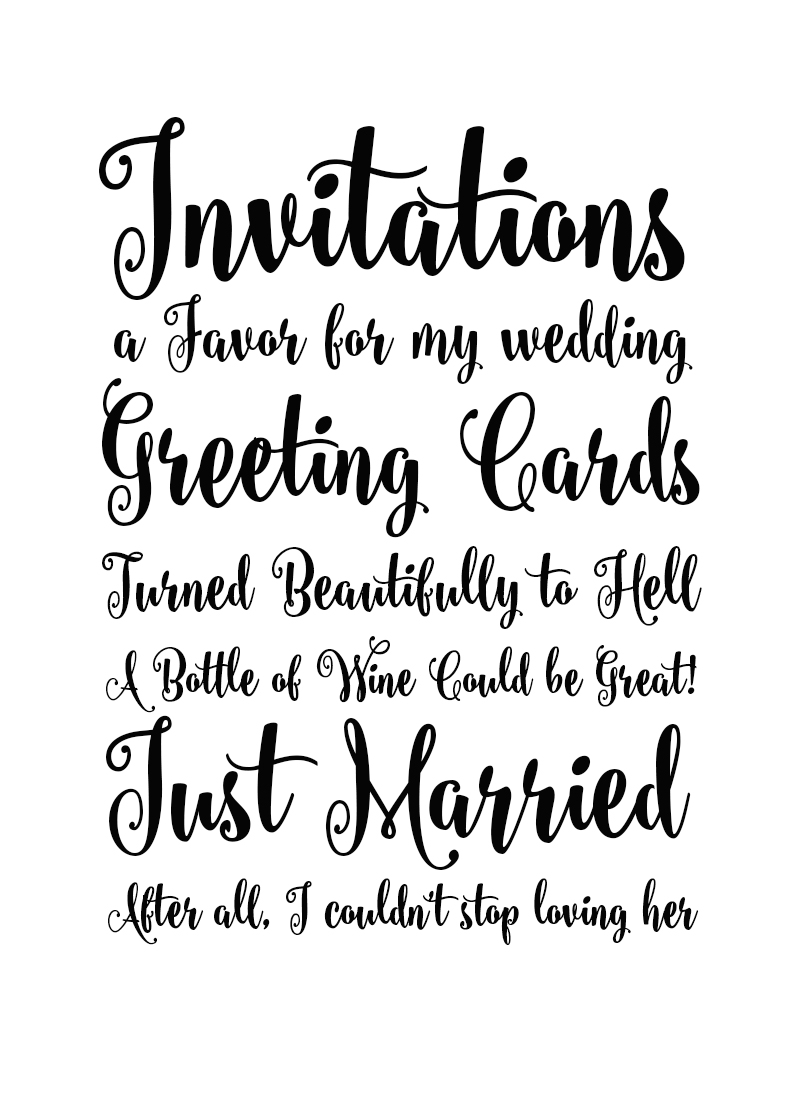 Invitations
a Favor for my wedding
Greeting Cards
Turned Beautifully to Hell
A Bottle of Wine Could be Great!
Just Married
After all, I couldn't stop loving her